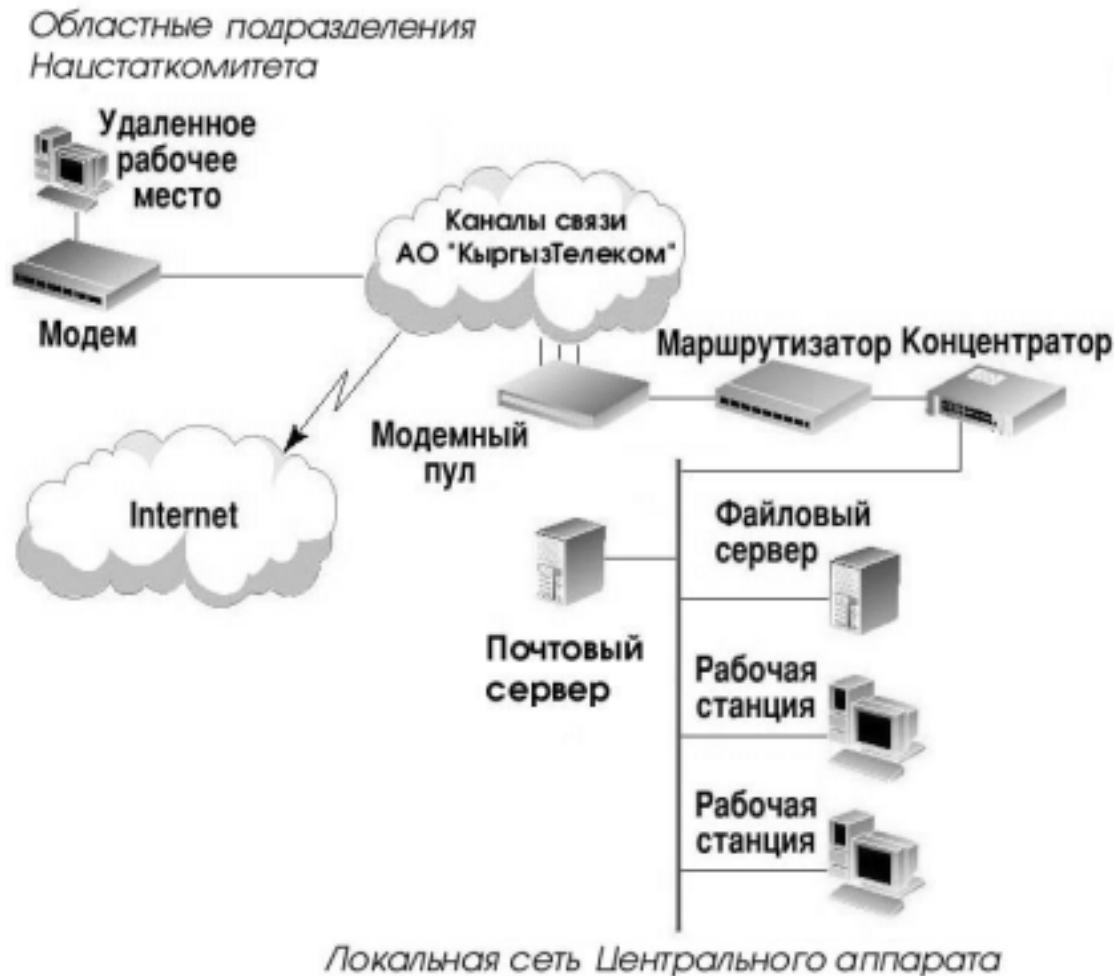 Областные подразделения
Нацстаткомитета
Удаленное
рабочее
место
Каналы связи
АО "КыргызТелеком"
Модем
Маршрутизатор
Концентратор
Модемный
пул
Internet
Файловый
сервер
Почтовый
сервер
Рабочая
станция
Рабочая
станция
Локальная сеть Центрального аппарата